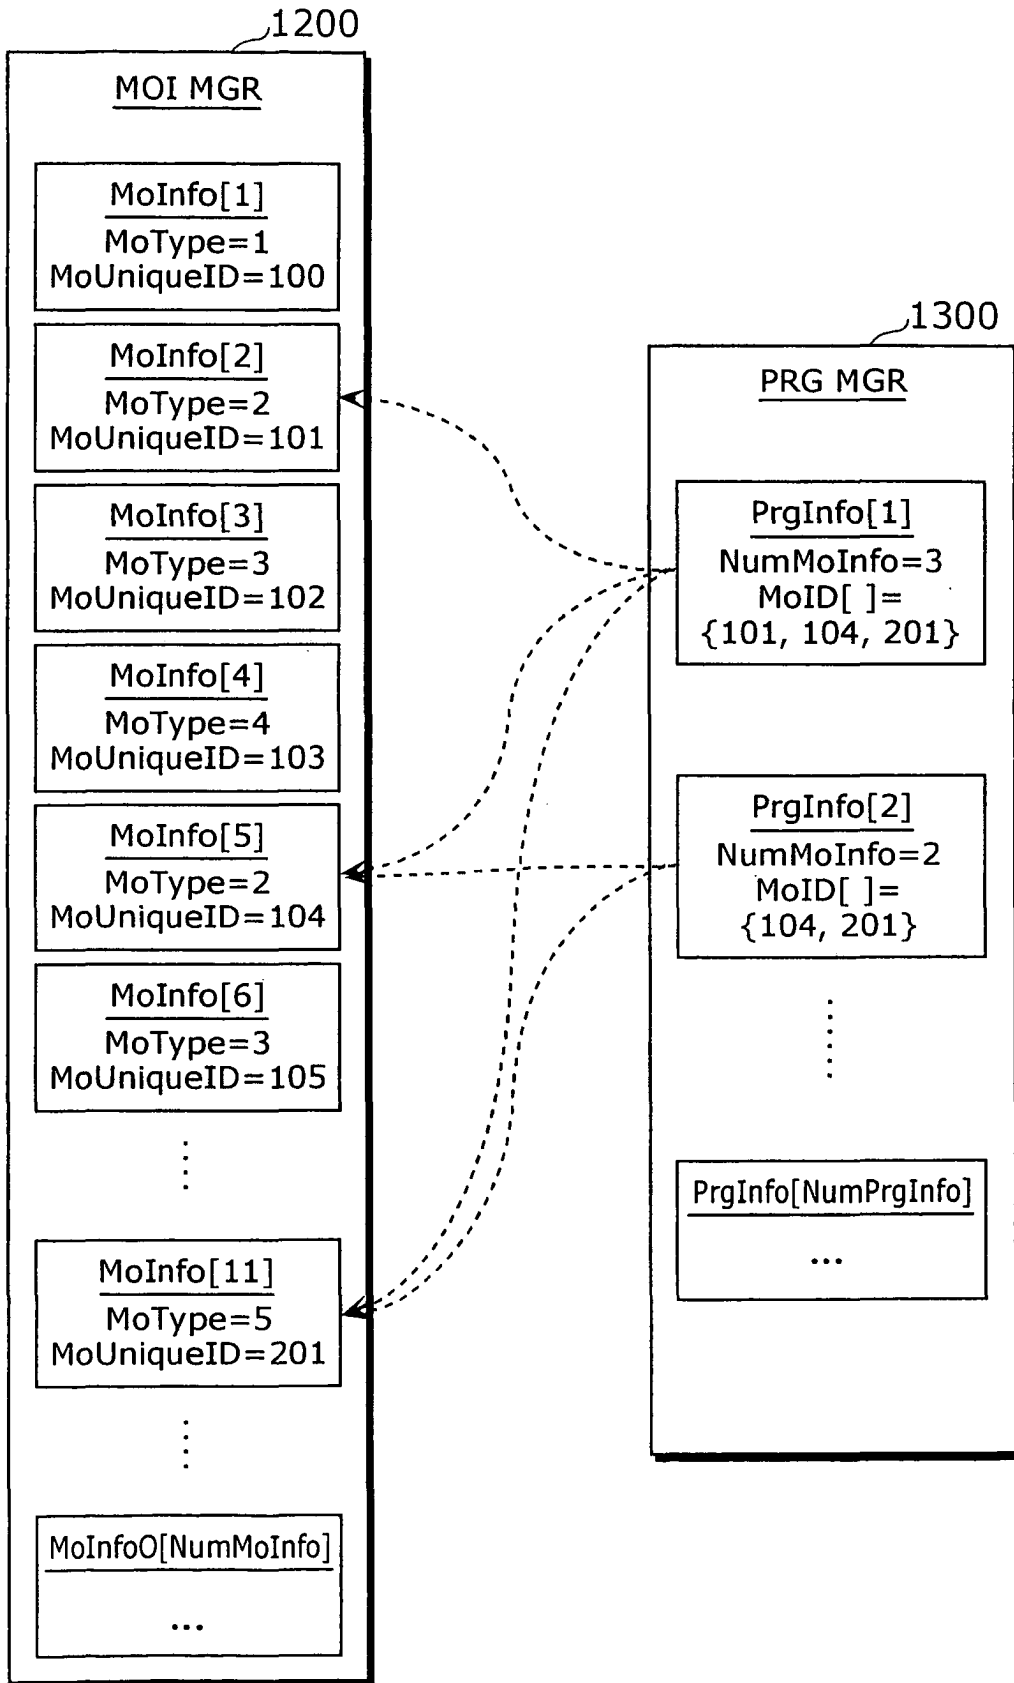 1200
MOI MGR
MoInfo[1]
MoType=1
MoUniqueID=100
MoInfo[2]
MoType=2
MoUniqueID=101
MoInfo[3]
MoType=3
MoUniqueID=102
MoInfo[4]
MoType=4
MoUniqueID=103
MoInfo[5]
MoType=2
MoUniqueID=104
MoInfo[6]
MoType=3
MoUniqueID=105
MoInfo[11]
MoType=5
MoUniqueID=201
MoInfoO[NumMoInfo]
...
1300
PRG MGR
PrgInfo[1]
NumMoInfo=3
MoID[ ]=
{101, 104, 201}
PrgInfo[2]
NumMoInfo=2
MoID[ ]=
{104, 201}
PrgInfo[NumPrgInfo]
...